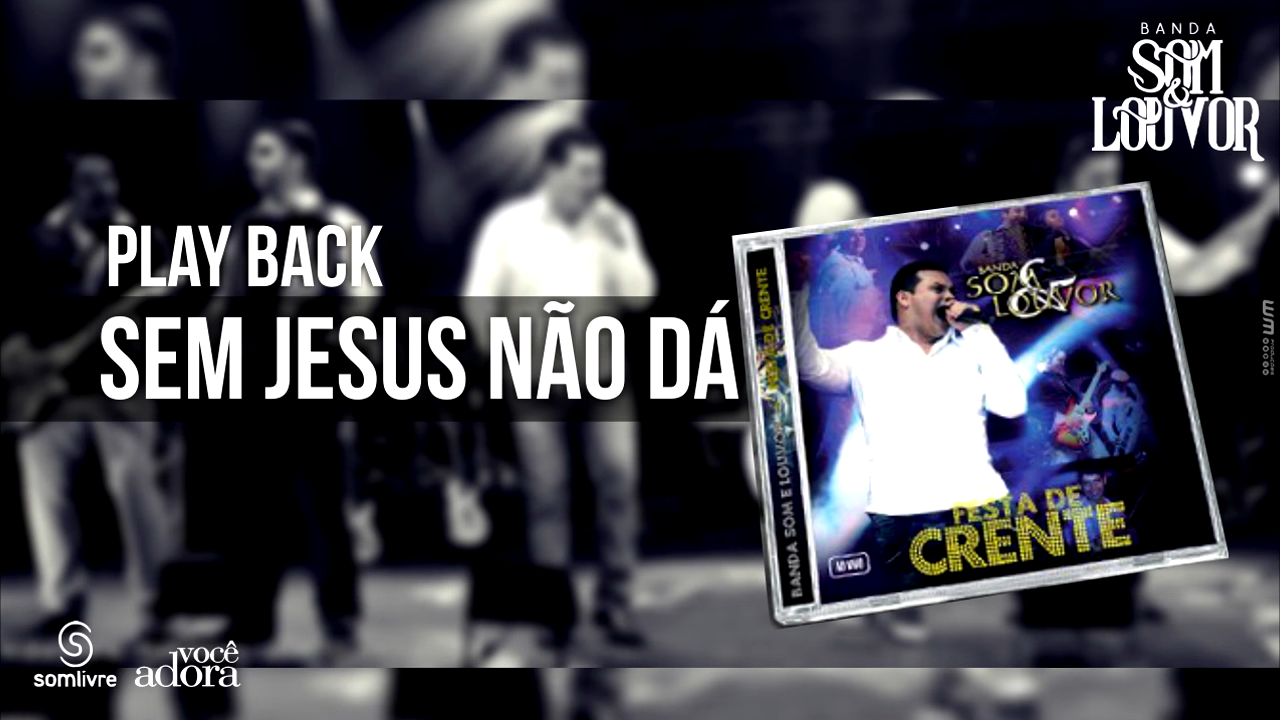 BANDA
SOM
&
LOUVOR
PLAY BACK
SEM JESUS NÃO DÁ
BANDA
SOM &
LOUVOR
BANDA SOM E LOUVOR - FESTA DE CRENTE
FESTA DE
CRENTE
AO VIVO
somlivre
você
adora